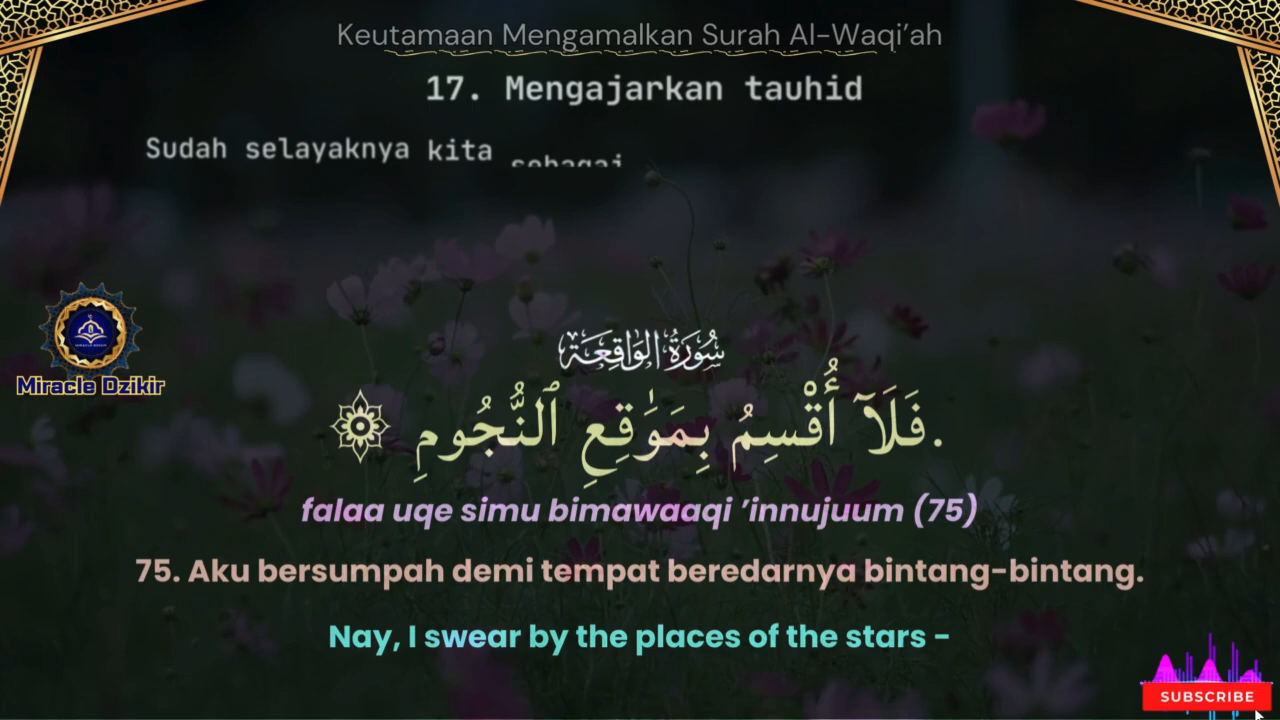 Keutamaan Mengamalkan Surah Al-Waqi’ah
17. Mengajarkan tauhid
Sudah selayaknya kita sebagai
سُورَةُ الوَاقِعَة
فَلَآ أُقْسِمُ بِمَوَٰقِعِ ٱلنُّجُومِ.
falaa uqe simu bimawaaqi ’innujuum (75)
75. Aku bersumpah demi tempat beredarnya bintang-bintang.
Nay, I swear by the places of the stars -
Miracle Dzikir
SUBSCRIBE